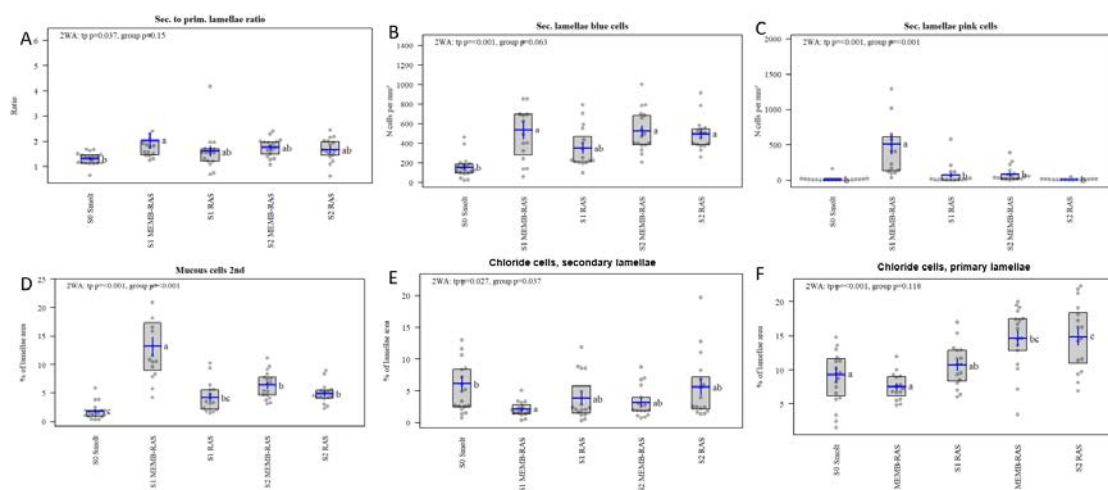 A
Sec. to prim. lamellae ratio
2WA: tp p=0.037, group p=0.15
6
5
4
3
2
1
Ratio
S0 Smolt
S1 MEMB-RAS
S1 RAS
S2 MEMB-RAS
S2 RAS
b
a
ab
ab
ab
B
Sec. lamellae blue cells
2WA: tp p=<0.001, group p=0.063
1400
1200
1000
800
600
400
200
0
N cells per mm²
S0 Smolt
S1 MEMB-RAS
S1 RAS
S2 MEMB-RAS
S2 RAS
b
a
ab
a
a
C
Sec. lamellae pink cells
2WA: tp p=<0.001, group p=<0.001
2000
1500
1000
500
0
N cells per mm²
S0 Smolt
S1 MEMB-RAS
S1 RAS
S2 MEMB-RAS
S2 RAS
b
a
b
b
b
D
Mucous cells 2nd
2WA: tp p=<0.001, group p=<0.001
25
20
15
10
5
0
% of lamellae area
S0 Smolt
S1 MEMB-RAS
S1 RAS
S2 MEMB-RAS
S2 RAS
c
a
bc
b
b
E
Chloride cells, secondary lamellae
2WA: tp p=0.027, group p=0.037
20
15
10
5
0
% of lamellae area
S0 Smolt
S1 MEMB-RAS
S1 RAS
S2 MEMB-RAS
S2 RAS
b
a
ab
ab
ab
F
Chloride cells, primary lamellae
2WA: tp p=<0.001, group p=0.118
20
15
10
5
0
% of lamellae area
S0 Smolt
MEMB-RAS
S1 RAS
MEMB-RAS
S2 RAS
a
a
ab
bc
c